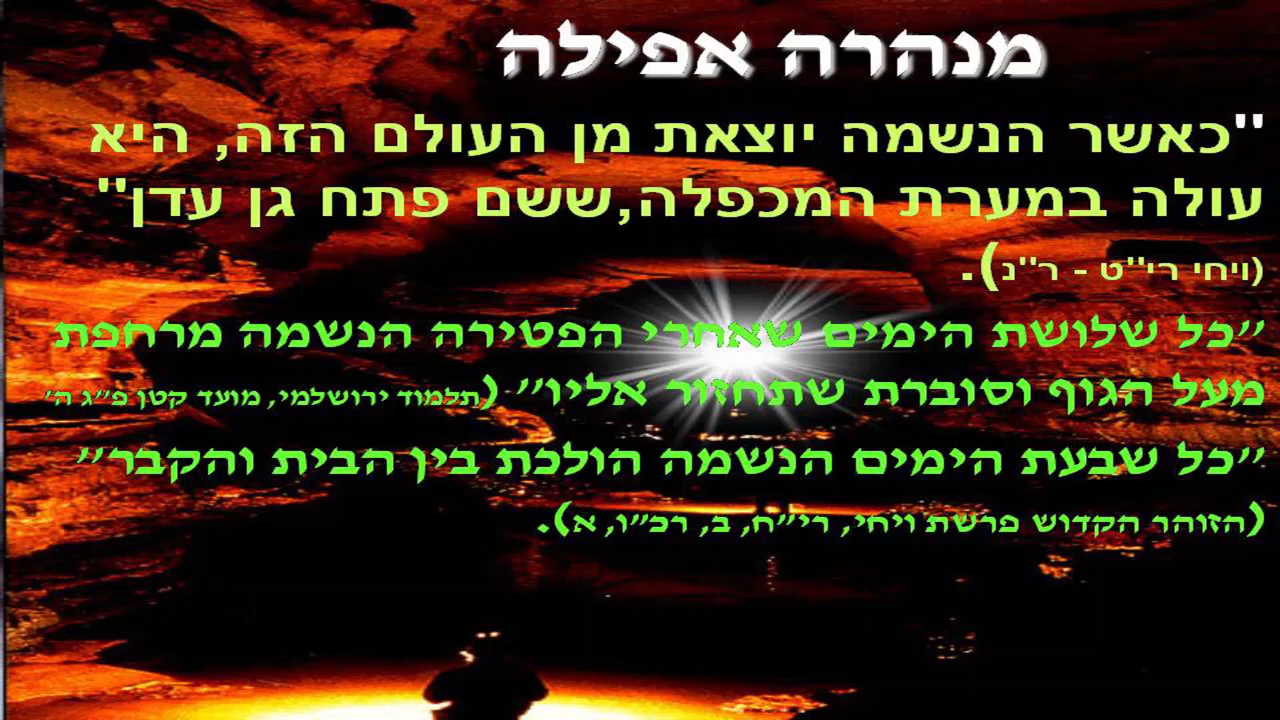 מנהרה אפילה
"כאשר הנשמה יוצאת מן העולם הזה, היא
עולה במערת המכפלה,ששם פתח גן עדן"
(ויחי רי"ט - ר"נ).
"כל שלושת הימים שאחרי הפטירה הנשמה מרחפת
מעל הגוף וסוברת שתחזור אליו" (תלמוד ירושלמי, מועד קטן פ"ג ה'
"כל שבעת הימים הנשמה הולכת בין הבית והקבר"
(הזוהר הקדוש פרשת ויחי, רי"ח, ב, רכ"ו, א).